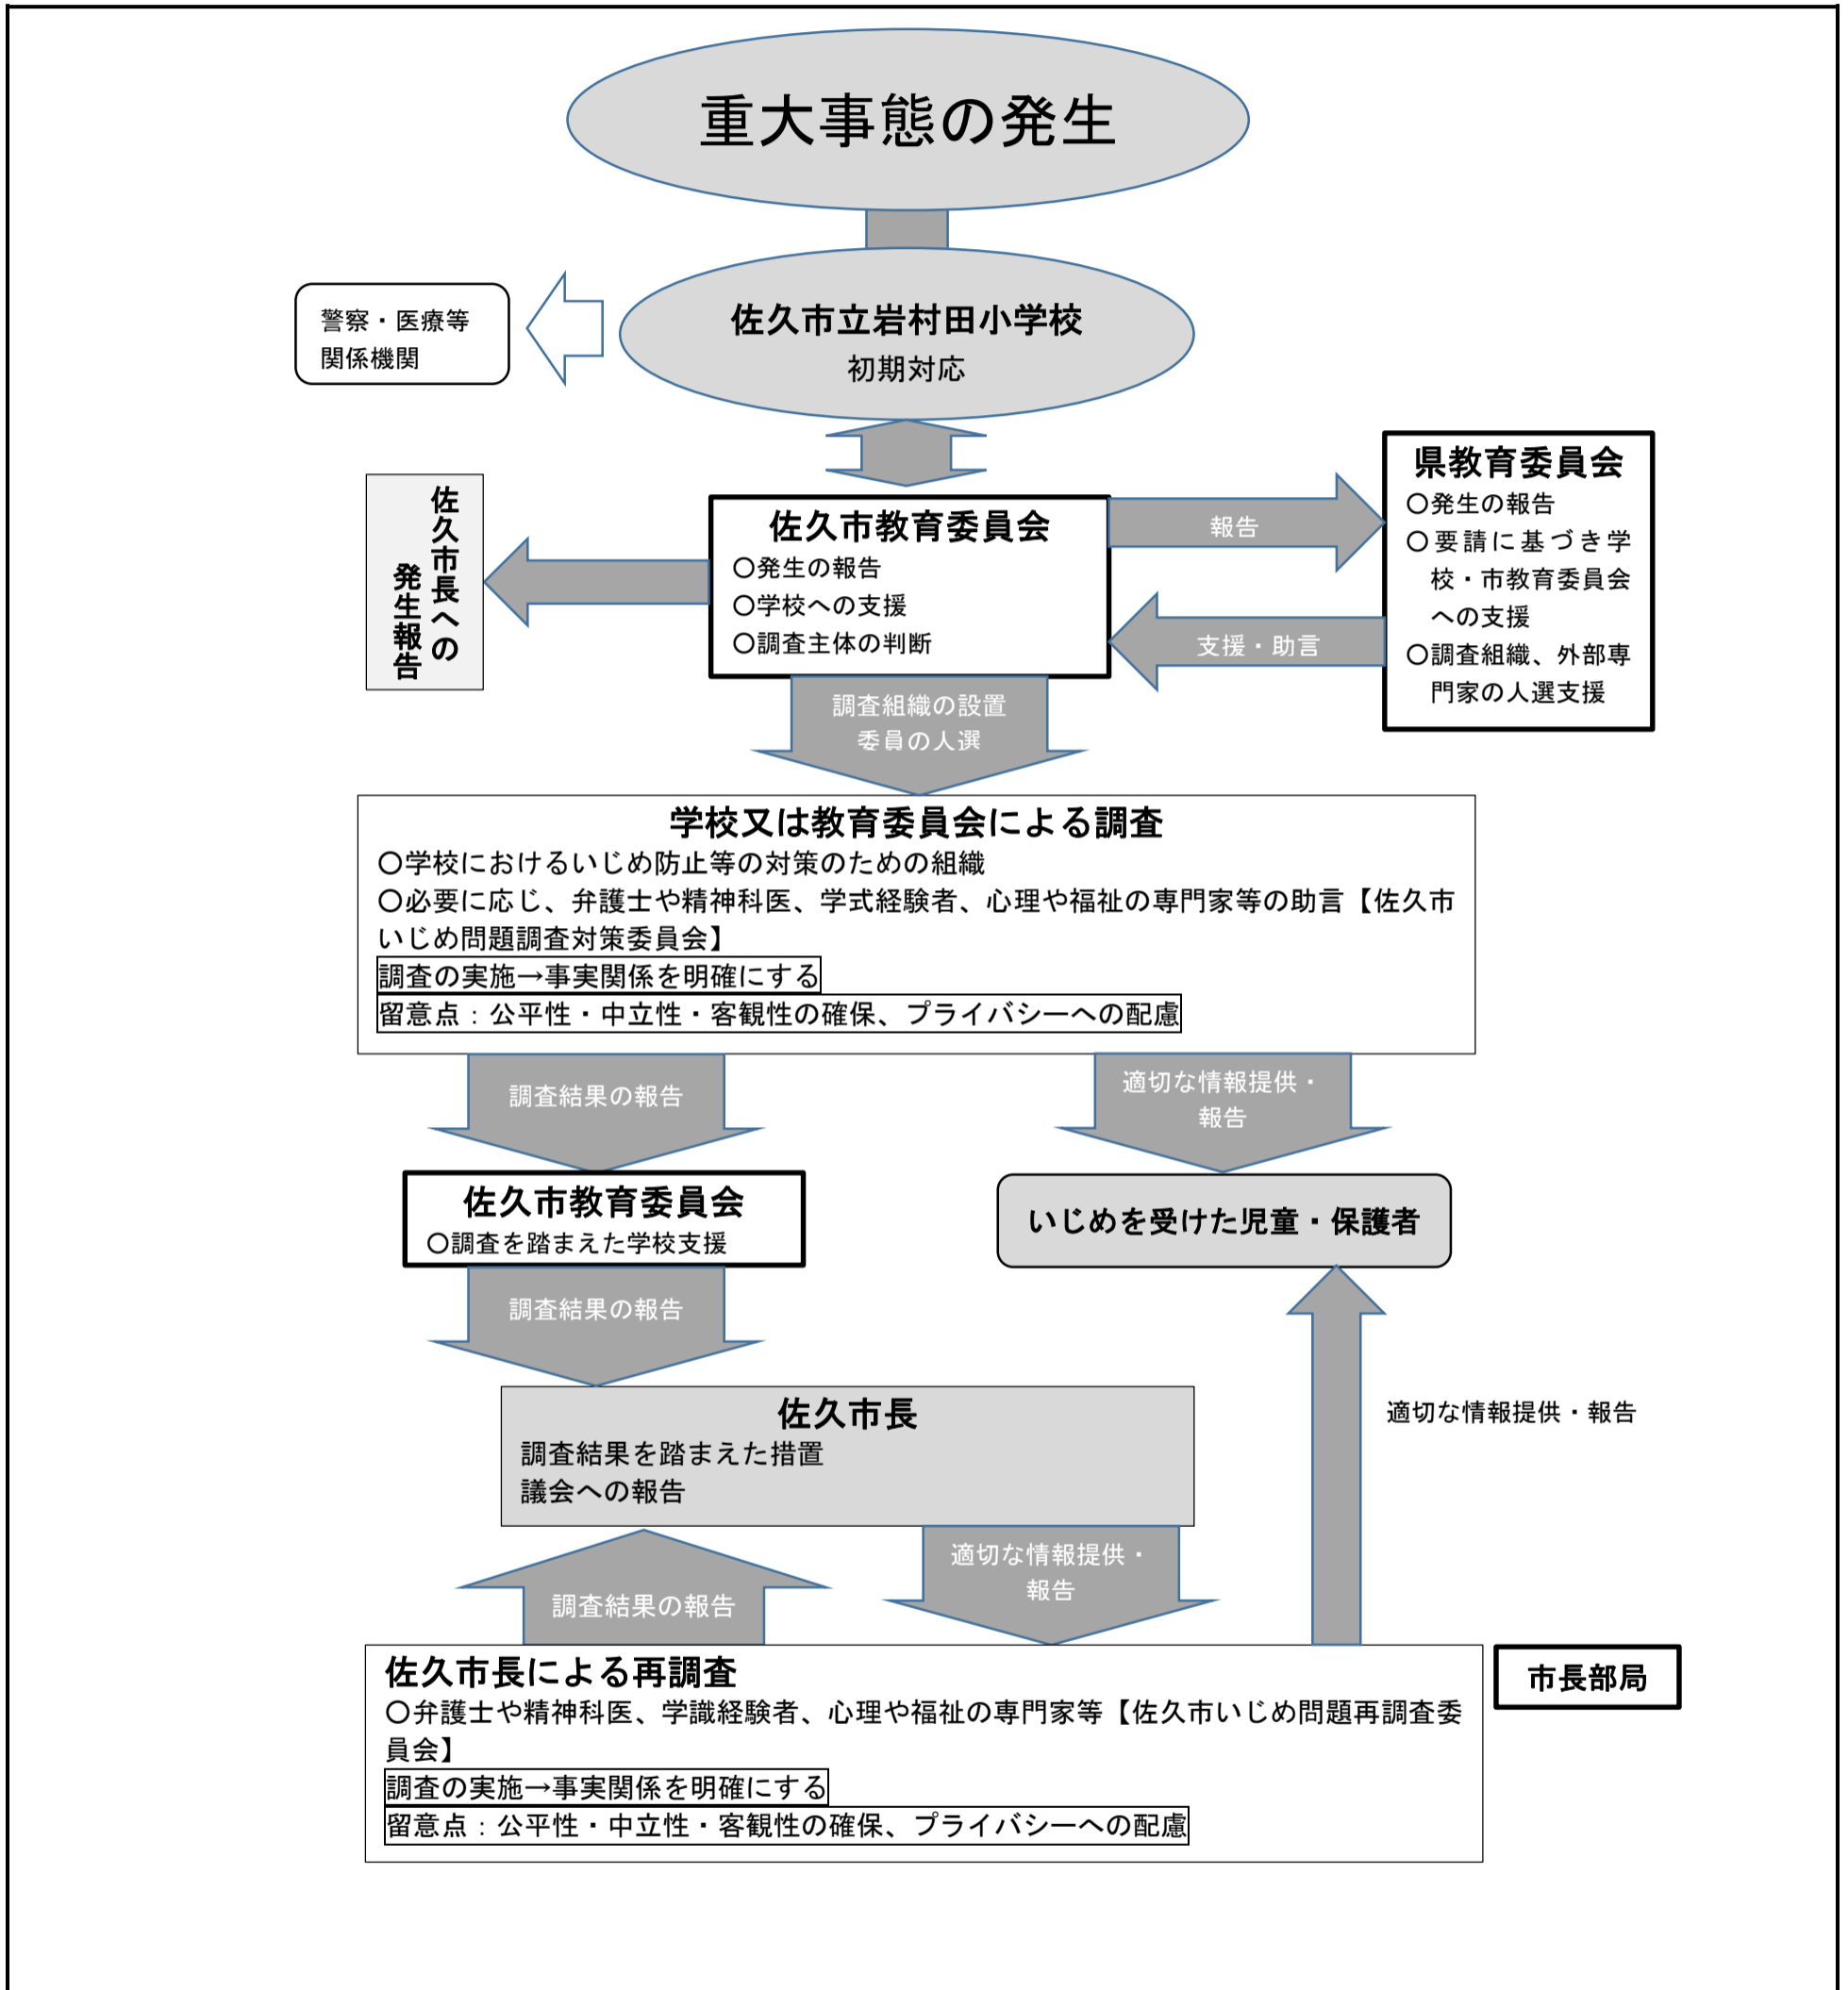 重大事態の発生
佐久市立岩村田小学校
初期対応
警察・医療等
関係機関
佐久市長への
発生報告
佐久市教育委員会
〇発生の報告
〇学校への支援
〇調査主体の判断
報告
支援・助言
県教育委員会
〇発生の報告
〇要請に基づき学
校・市教育委員会
への支援
〇調査組織、外部専
門家の人選支援
調査組織の設置
委員の人選
学校又は教育委員会による調査
〇学校におけるいじめ防止等の対策のための組織
〇必要に応じ、弁護士や精神科医、学式経験者、心理や福祉の専門家等の助言【佐久市
いじめ問題調査対策委員会】
調査の実施→事実関係を明確にする
留意点：公平性・中立性・客観性の確保、プライバシーへの配慮
調査結果の報告
適切な情報提供・
報告
佐久市教育委員会
〇調査を踏まえた学校支援
いじめを受けた児童・保護者
調査結果の報告
適切な情報提供・報告
佐久市長
調査結果を踏まえた措置
議会への報告
調査結果の報告
適切な情報提供・
報告
佐久市長による再調査
〇弁護士や精神科医、学識経験者、心理や福祉の専門家等【佐久市いじめ問題再調査委
員会】
調査の実施→事実関係を明確にする
留意点：公平性・中立性・客観性の確保、プライバシーへの配慮
市長部局